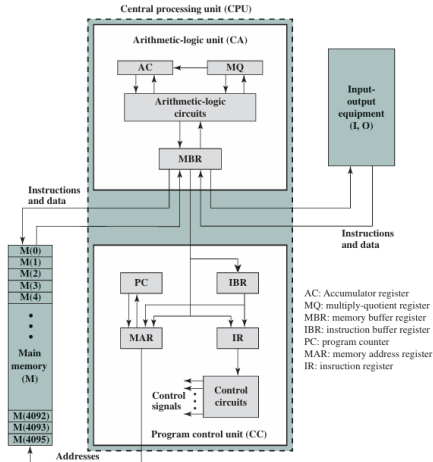 Central processing unit (CPU)
Arithmetic-logic unit (CA)
AC
MQ
Arithmetic-logic
circuits
MBR
Input-
output
equipment
(I, O)
Instructions
and data
Instructions
and data
M(0)
M(1)
M(2)
M(3)
M(4)
Main
memory
(M)
M(4092)
M(4093)
M(4095)
PC
IBR
MAR
IR
Control
signals
Control
circuits
Program control unit (CC)
Addresses
AC: Accumulator register
MQ: multiply-quotient register
MBR: memory buffer register
IBR: instruction buffer register
PC: program counter
MAR: memory address register
IR: insruction register